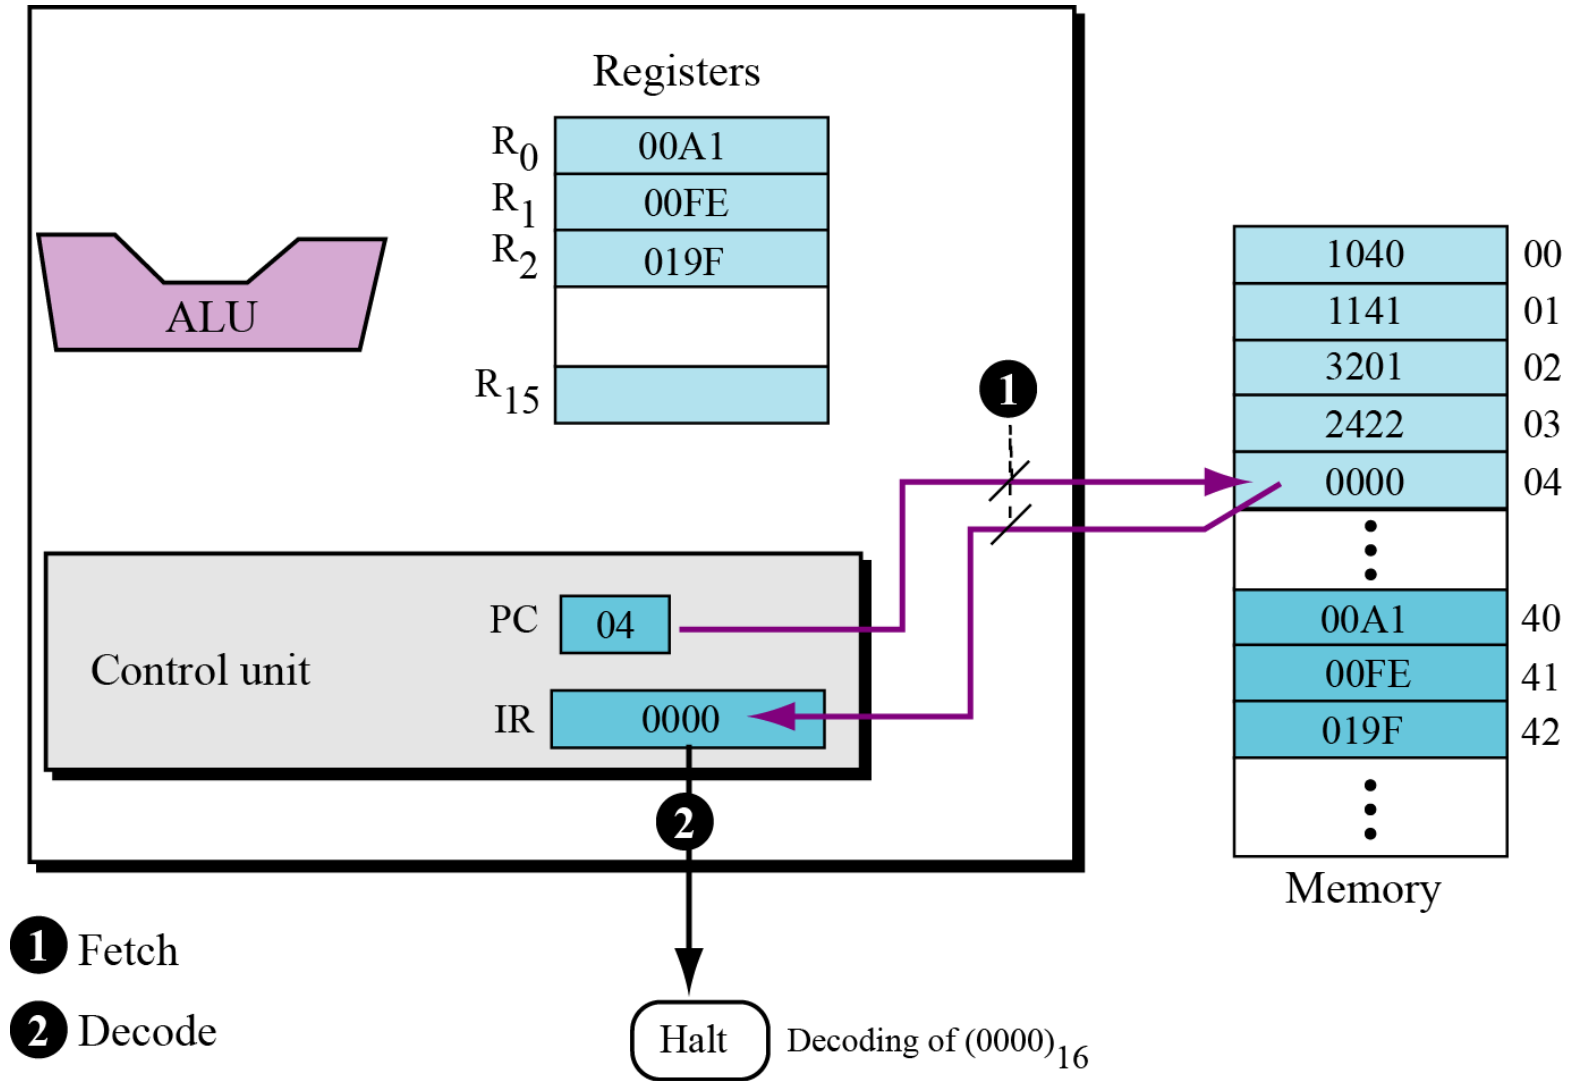 Registers
R0 00A1
R1 00FE
R2 019F
R15
ALU
1
1040 00
1141 01
3201 02
2422 03
0000 04
00A1 40
00FE 41
019F 42
Memory
Control unit
PC 04
IR 0000
2
1 Fetch
2 Decode
Halt Decoding of (0000)16